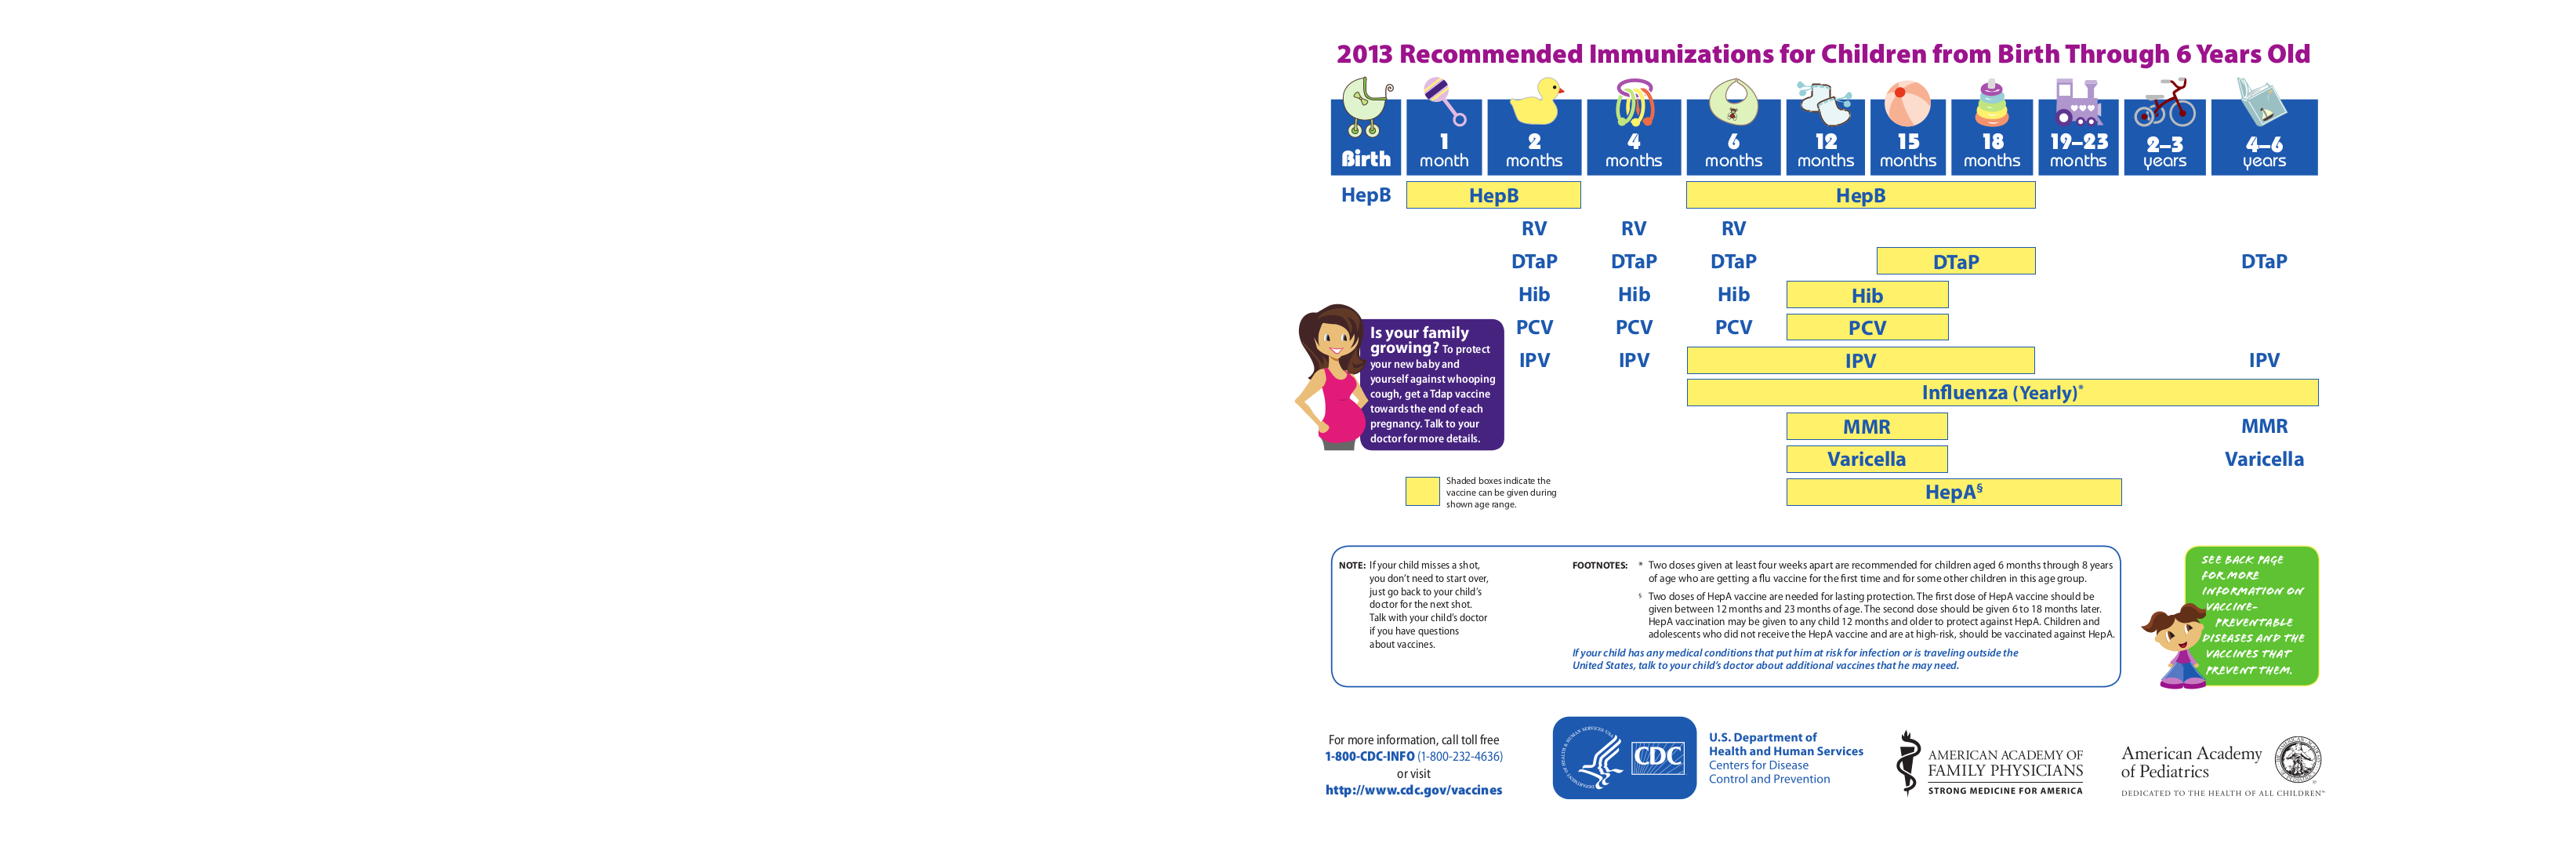 2013 Recommended Immunizations for Children from Birth Through 6 Years Old
Birth
1 month
2 months
4 months
6 months
12 months
15 months
18 months
19–23 months
2–3 years
4–6 years
HepB HepB HepB
RV RV RV
DTaP DTaP DTaP DTaP DTaP
Hib Hib Hib Hib
PCV PCV PCV PCV
IPV IPV IPV IPV
Influenza (Yearly)*
MMR MMR
Varicella Varicella
HepA§
Is your family
growing? To protect
your new baby and
yourself against whooping
cough, get a Tdap vaccine
towards the end of each
pregnancy. Talk to your
doctor for more details.
Shaded boxes indicate the
vaccine can be given during
shown age range.
NOTE: If your child misses a shot,
you don't need to start over,
just go back to your child's
doctor for the next shot.
Talk with your child's doctor
if you have questions
about vaccines.
FOOTNOTES: * Two doses given at least four weeks apart are recommended for children aged 6 months through 8 years
of age who are getting a flu vaccine for the first time and for some other children in this age group.
§ Two doses of HepA vaccine are needed for lasting protection. The first dose of HepA vaccine should be
given between 12 months and 23 months of age. The second dose should be given 6 to 18 months later.
HepA vaccination may be given to any child 12 months and older to protect against HepA. Children and
adolescents who did not receive the HepA vaccine and are at high-risk, should be vaccinated against HepA.
If your child has any medical conditions that put him at risk for infection or is traveling outside the
United States, talk to your child's doctor about additional vaccines that he may need.
SEE BACK PAGE
FOR MORE
INFORMATION ON
VACCINE-
PREVENTABLE
DISEASES AND THE
VACCINES THAT
PREVENT THEM.
For more information, call toll free
1-800-CDC-INFO (1-800-232-4636)
or visit
http://www.cdc.gov/vaccines
DEPARTMENT OF HEALTH & HUMAN SERVICES USA
CDC
U.S. Department of
Health and Human Services
Centers for Disease
Control and Prevention
AMERICAN ACADEMY OF
FAMILY PHYSICIANS
STRONG MEDICINE FOR AMERICA
American Academy
of Pediatrics
DEDICATED TO THE HEALTH OF ALL CHILDREN™